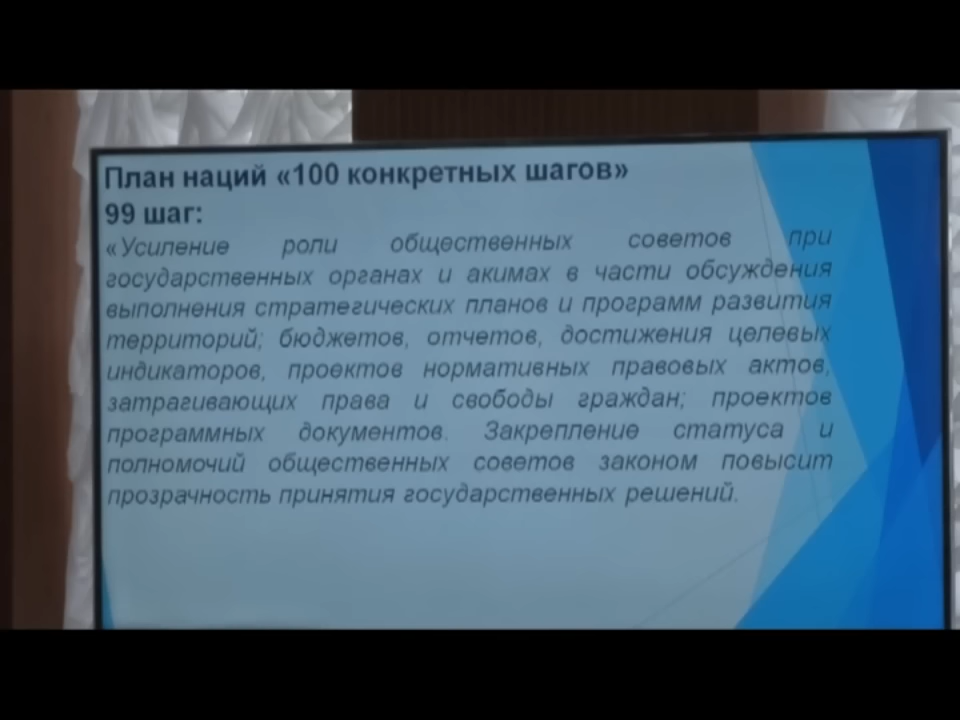 План наций «100 конкретных шагов»
99 шаг:
«Усиление роли общественных советов при
государственных органах и акимах в части обсуждения
выполнения стратегических планов и программ развития
территорий; бюджетов, отчетов, достижения целевых
индикаторов, проектов нормативных правовых актов,
затрагивающих права и свободы граждан; проектов
программных документов. Закрепление статуса и
полномочий общественных советов законом повысит
прозрачность принятия государственных решений.